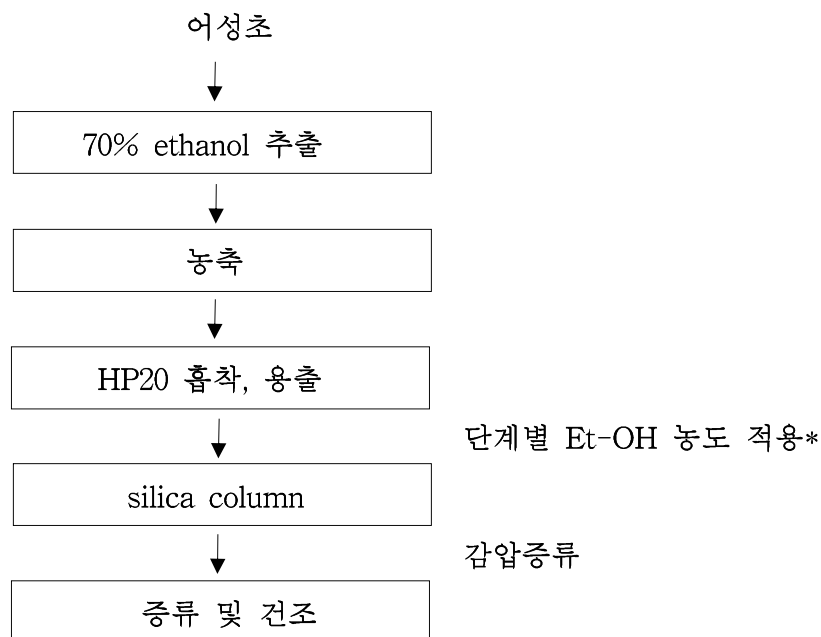 어성초
70% ethanol 추출
농축
HP20 흡착, 용출
단계별 Et-OH 농도 적용*
silica column
감압증류
증류 및 건조